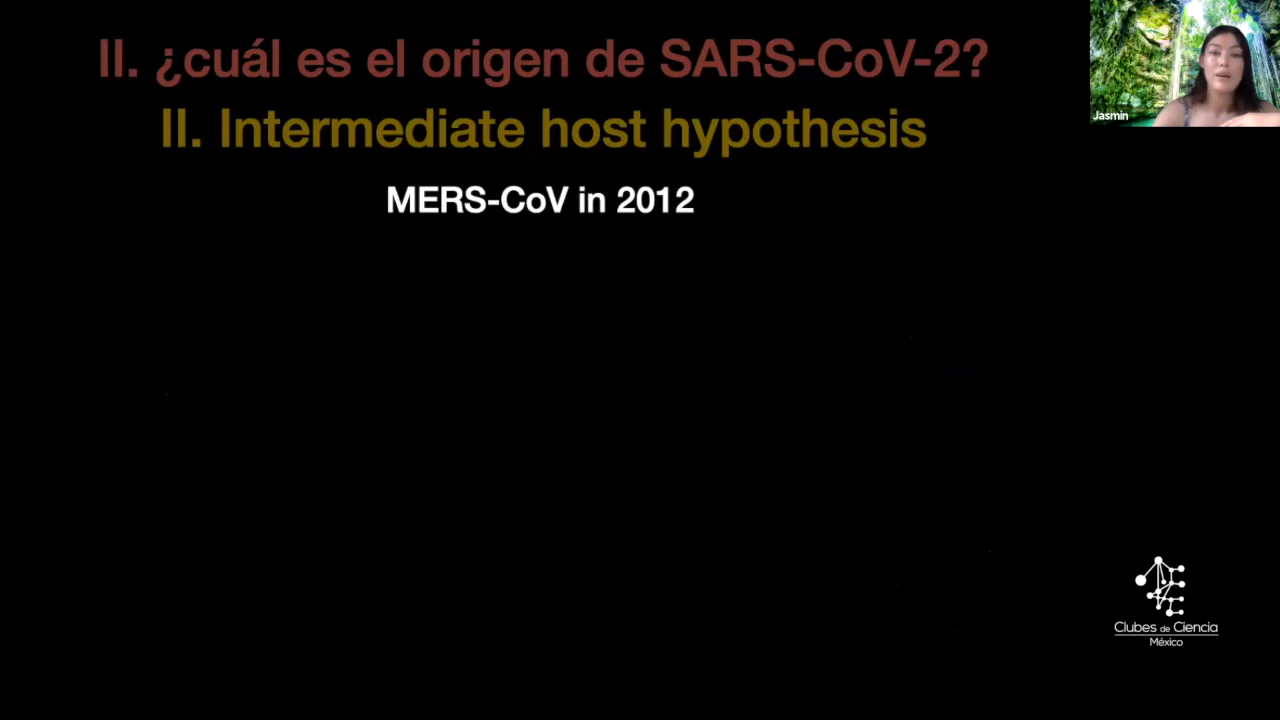 II. ¿cuál es el origen de SARS-CoV-2?
II. Intermediate host hypothesis
MERS-CoV in 2012
Jasmin
Clubes de Ciencia
México